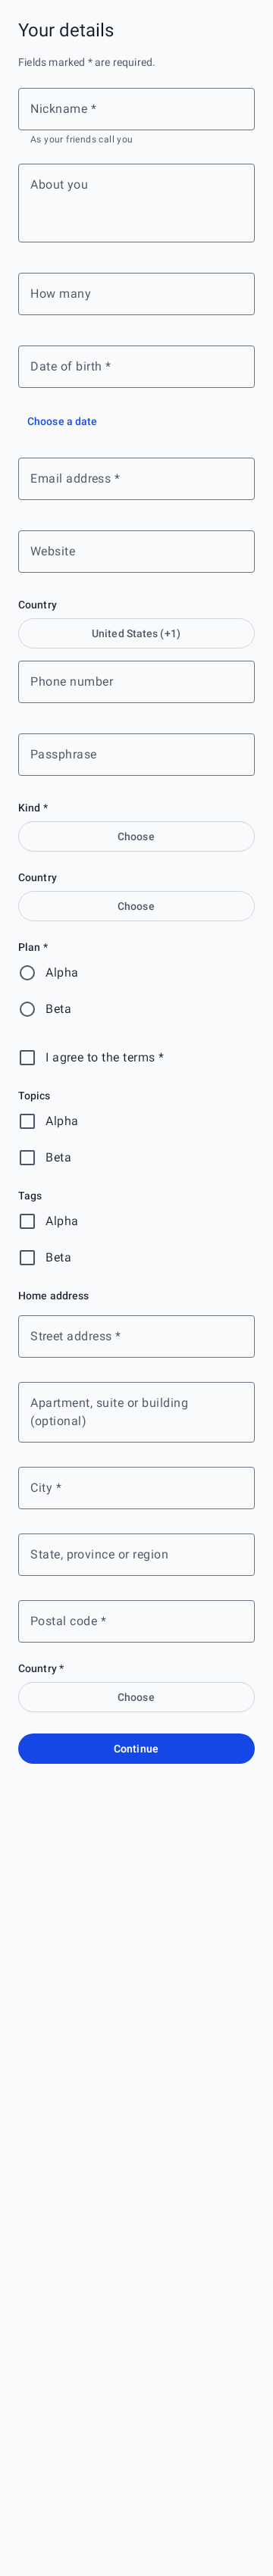 Your details
Fields marked * are required.
Nickname *
As your friends call you
About you
How many
Date of birth *
Choose a date
Email address *
Website
Country
United States (+1)
Phone number
Passphrase
Kind *
Choose
Country
Choose
Plan *
Alpha
Beta
I agree to the terms *
Topics
Alpha
Beta
Tags
Alpha
Beta
Home address
Street address *
Apartment, suite or building
(optional)
City *
State, province or region
Postal code *
Country *
Choose
Continue